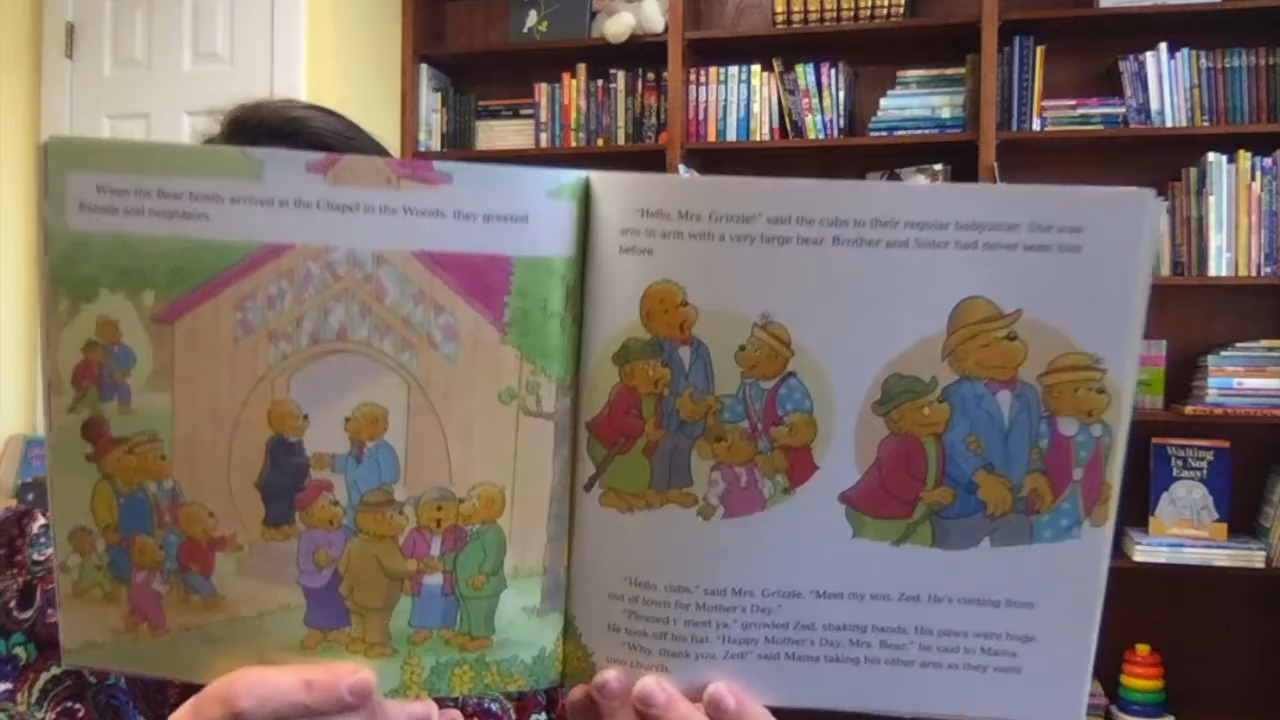 When the Bear family arrived at the Chapel in the Woods, they greeted
friends and neighbors.
"Hello, Mrs. Grizzle!" said the cubs to their regular babysitter. She was
arm-in-arm with a very large bear. Brother and Sister had never seen him
before.
"Hello, cubs," said Mrs. Grizzle. "Meet my son, Zed. He's visiting from
out of town for Mother's Day."
"Pleased t' meet ya," growled Zed, shaking hands. His paws were huge.
He took off his hat. "Happy Mother's Day, Mrs. Bear," he said to Mama.
"Why, thank you, Zed!" said Mama taking his other arm as they went
into church.
Waiting
Is Not
Easy!